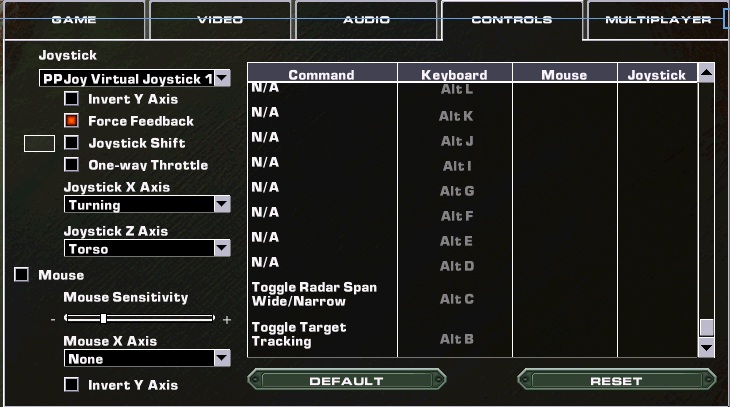 GAME VIDEO AUDIO CONTROLS MULTIPLAYER
Joystick
PPJoy Virtual Joystick 1
Invert Y Axis
Force Feedback
Joystick Shift
One-way Throttle
Joystick X Axis
Turning
Joystick Z Axis
Torso
Mouse
Mouse Sensitivity
- +
Mouse X Axis
None
Invert Y Axis
Command Keyboard Mouse Joystick
N/A Alt L
N/A Alt K
N/A Alt J
N/A Alt I
N/A Alt G
N/A Alt F
N/A Alt E
N/A Alt D
Toggle Radar Span
Wide/Narrow Alt C
Toggle Target
Tracking Alt B
DEFAULT RESET